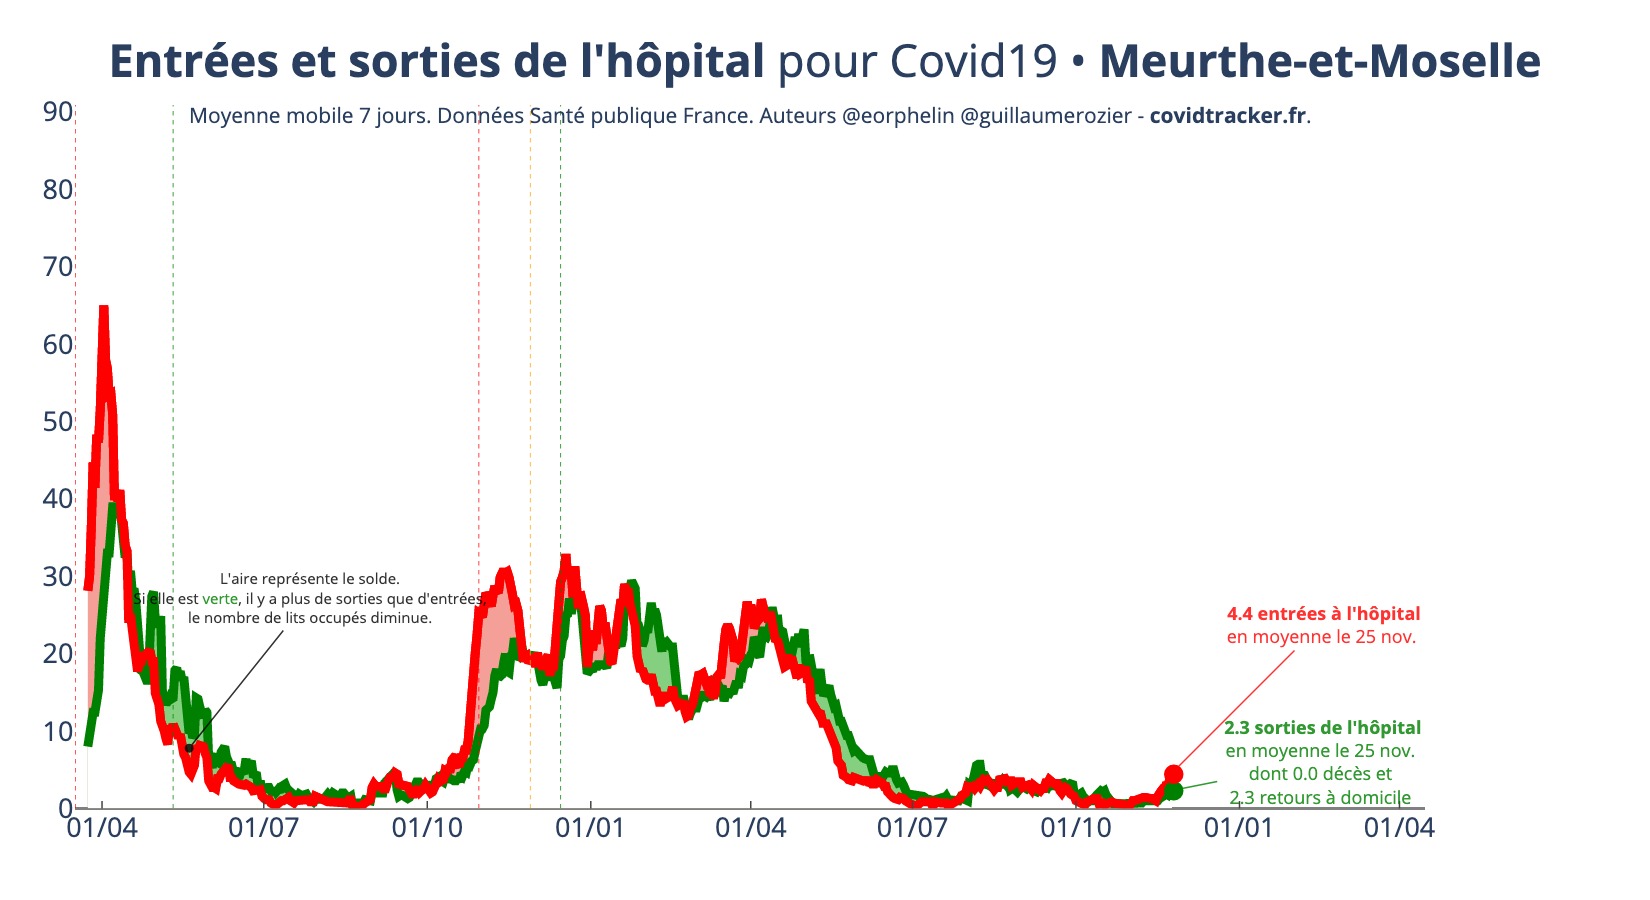 Entrées et sorties de l'hôpital pour Covid19 • Meurthe-et-Moselle
Moyenne mobile 7 jours. Données Santé publique France. Auteurs @eorphelin @guillaumerozier - covidtracker.fr.
90
80
70
60
50
40
30
20
10
0
L'aire représente le solde.
Si elle est verte, il y a plus de sorties que d'entrées,
le nombre de lits occupés diminue.
4.4 entrées à l'hôpital
en moyenne le 25 nov.
2.3 sorties de l'hôpital
en moyenne le 25 nov.
dont 0.0 décès et
2.3 retours à domicile
01/04 01/07 01/10 01/01 01/04 01/07 01/10 01/01 01/04